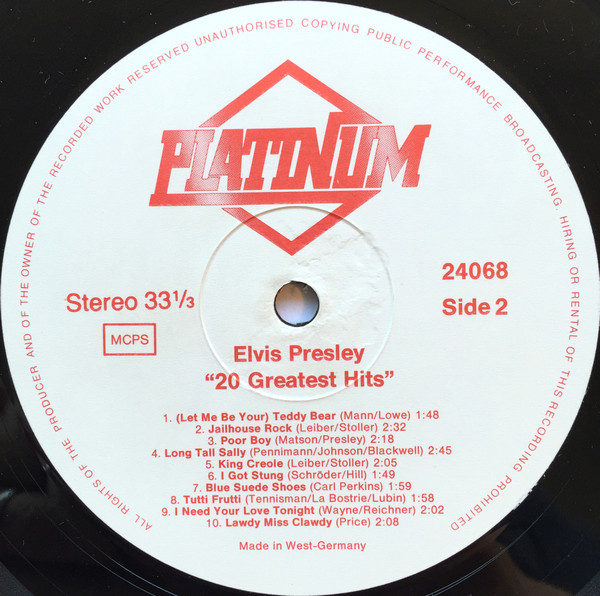 ALL RIGHTS OF THE PRODUCER AND OF THE OWNER OF THE RECORDED WORK RESERVED UNAUTHORISED COPYING PUBLIC PERFORMANCE BROADCASTING. HIRING OR RENTAL OF THIS RECORDING PROHIBITED
PLATINUM
24068
Stereo 33 1/3
Side 2
MCPS
Elvis Presley
“20 Greatest Hits”
1. (Let Me Be Your) Teddy Bear (Mann/Lowe) 1:48
2. Jailhouse Rock (Leiber/Stoller) 2:32
3. Poor Boy (Matson/Presley) 2:18
4. Long Tall Sally (Pennimann/Johnson/Blackwell) 2:45
5. King Creole (Leiber/Stoller) 2:05
6. I Got Stung (Schröder/Hill) 1:49
7. Blue Suede Shoes (Carl Perkins) 1:59
8. Tutti Frutti (Tennisman/La Bostrie/Lubin) 1:58
9. I Need Your Love Tonight (Wayne/Reichner) 2:02
10. Lawdy Miss Clawdy (Price) 2:08
Made in West-Germany